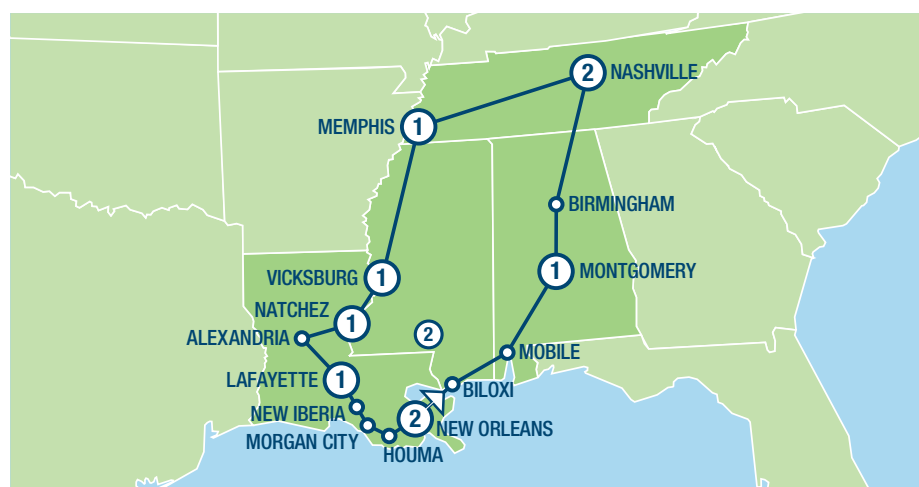 2 NASHVILLE
MEMPHIS 1
BIRMINGHAM
VICKSBURG 1
1 MONTGOMERY
NATCHEZ
1
2
ALEXANDRIA
MOBILE
LAFAYETTE 1
BILOXI
NEW IBERIA
2 NEW ORLEANS
MORGAN CITY
HOUMA